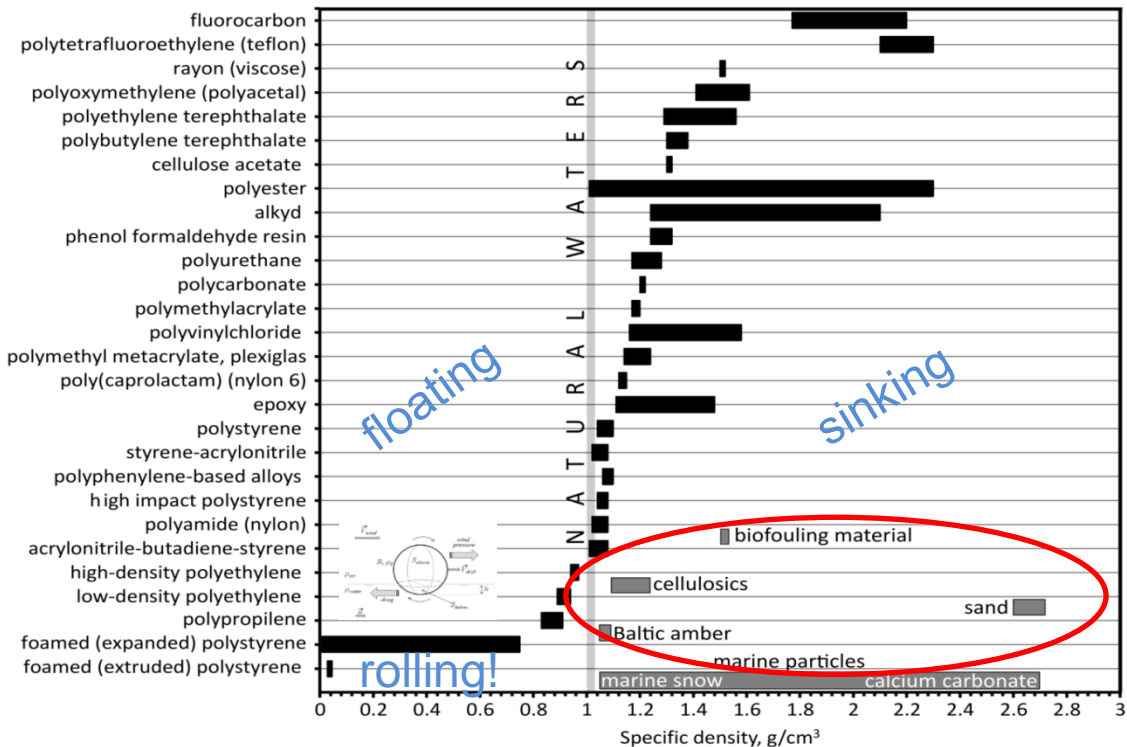 fluorocarbon
polytetrafluoroethylene (teflon)
rayon (viscose)
polyoxymethylene (polyacetal)
polyethylene terephthalate
polybutylene terephthalate
cellulose acetate
polyester
alkyd
phenol formaldehyde resin
polyurethane
polycarbonate
polymethylacrylate
polyvinylchloride
polymethyl metacrylate, plexiglas
poly(caprolactam) (nylon 6)
epoxy
polystyrene
styrene-acrylonitrile
polyphenylene-based alloys
high impact polystyrene
polyamide (nylon)
acrylonitrile-butadiene-styrene
high-density polyethylene
low-density polyethylene
polypropilene
foamed (expanded) polystyrene
foamed (extruded) polystyrene
NATURAL WATERS
floating
sinking
rolling!
wind
pressure
drag
biofouling material
cellulosics
sand
Baltic amber
marine particles
marine snow
calcium carbonate
0 0.2 0.4 0.6 0.8 1 1.2 1.4 1.6 1.8 2 2.2 2.4 2.6 2.8 3
Specific density, g/cm³